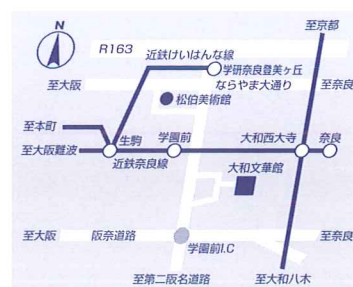 N
至京都
R163
近鉄けいはんな線
学研奈良登美ヶ丘
至大阪
ならやま大通り
至奈良
松伯美術館
至本町
生駒
学園前
大和西大寺
奈良
至大阪難波
近鉄奈良線
大和文華館
至大阪
阪奈道路
至奈良
学園前I.C
至第二阪名道路
至大和八木